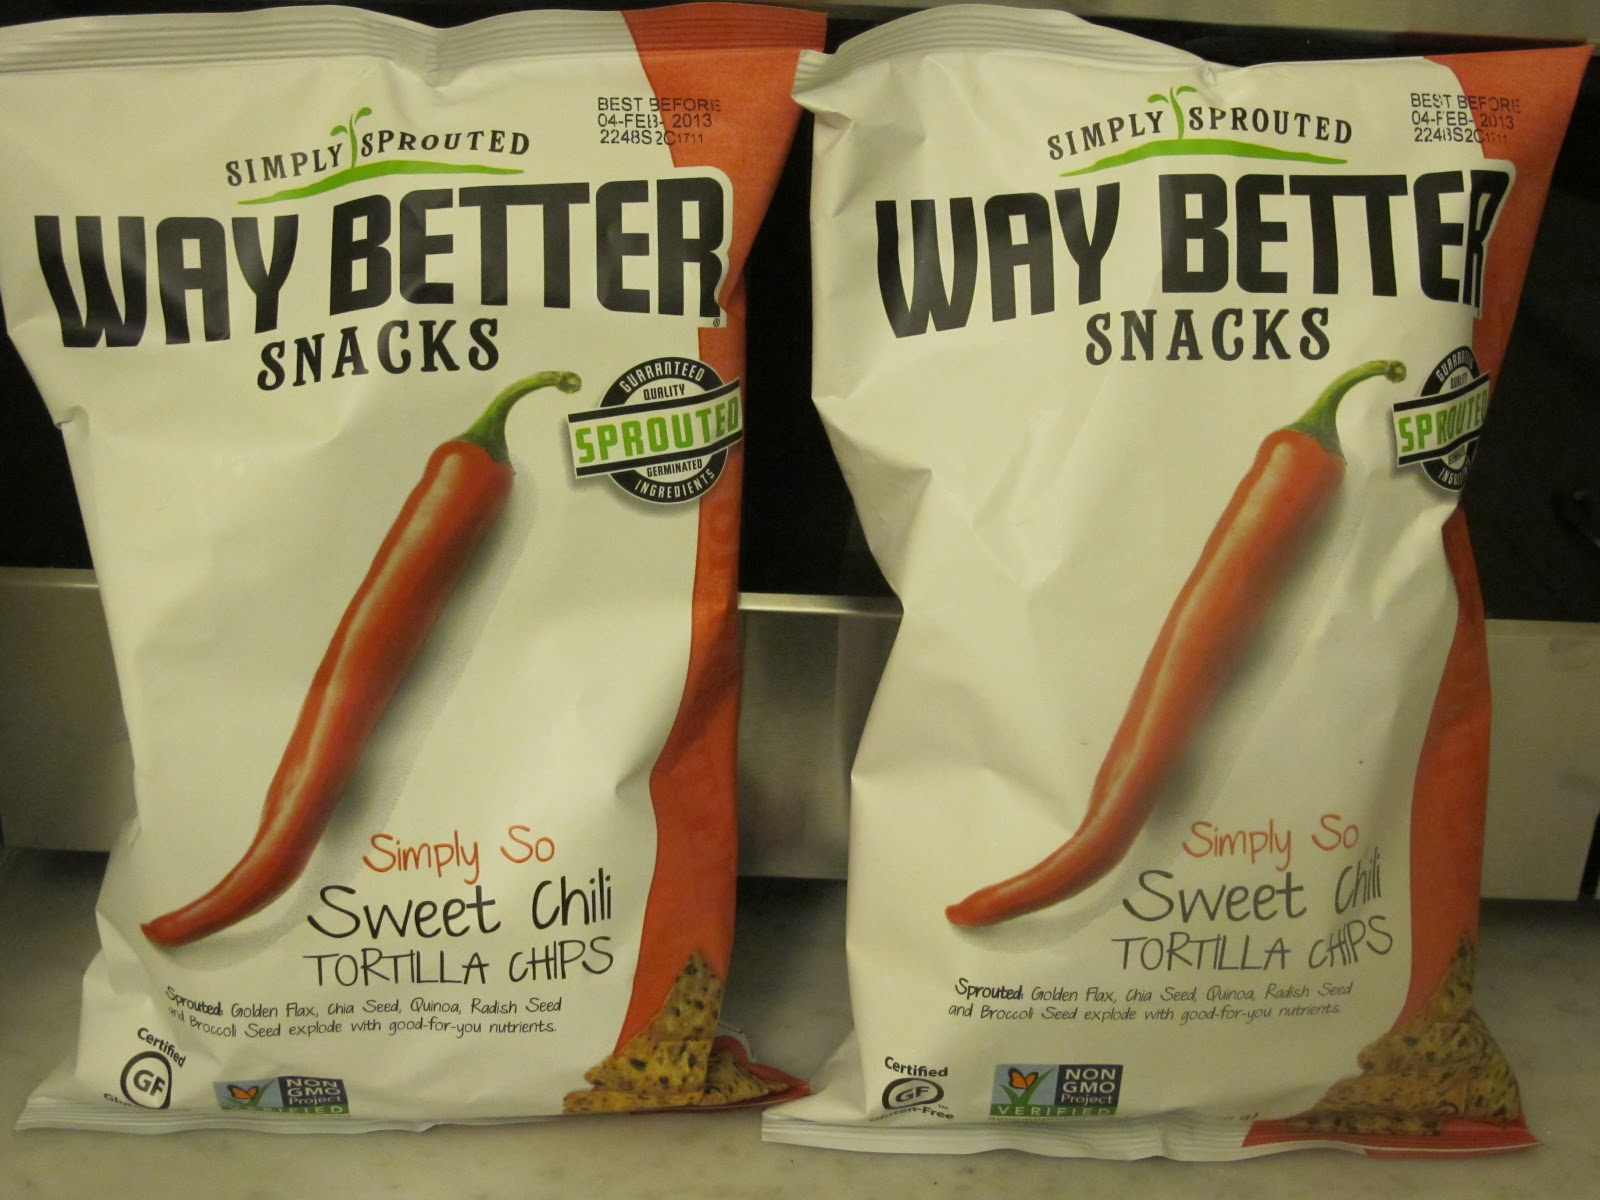 BEST BEFORE
04-FEB-2013
2248S2C1711
SIMPLY SPROUTED
WAY BETTER
SNACKS
GUARANTEED
QUALITY
SPROUTED
GERMINATED
INGREDIENTS
Simply So
Sweet Chili
TORTILLA CHIPS
Sprouted: Golden Flax, Chia Seed, Quinoa, Radish Seed
and Broccoli Seed explode with good-for-you nutrients.
Certified
GF
NON
GMO
Project
VERIFIED
BEST BEFORE
04-FEB-2013
2248S2C1711
SIMPLY SPROUTED
WAY BETTER
SNACKS
SPROUTED
Simply So
Sweet Chili
TORTILLA CHIPS
Sprouted: Golden Flax, Chia Seed, Quinoa, Radish Seed
and Broccoli Seed explode with good-for-you nutrients.
Certified
GF
Gluten-Free
NON
GMO
Project
VERIFIED